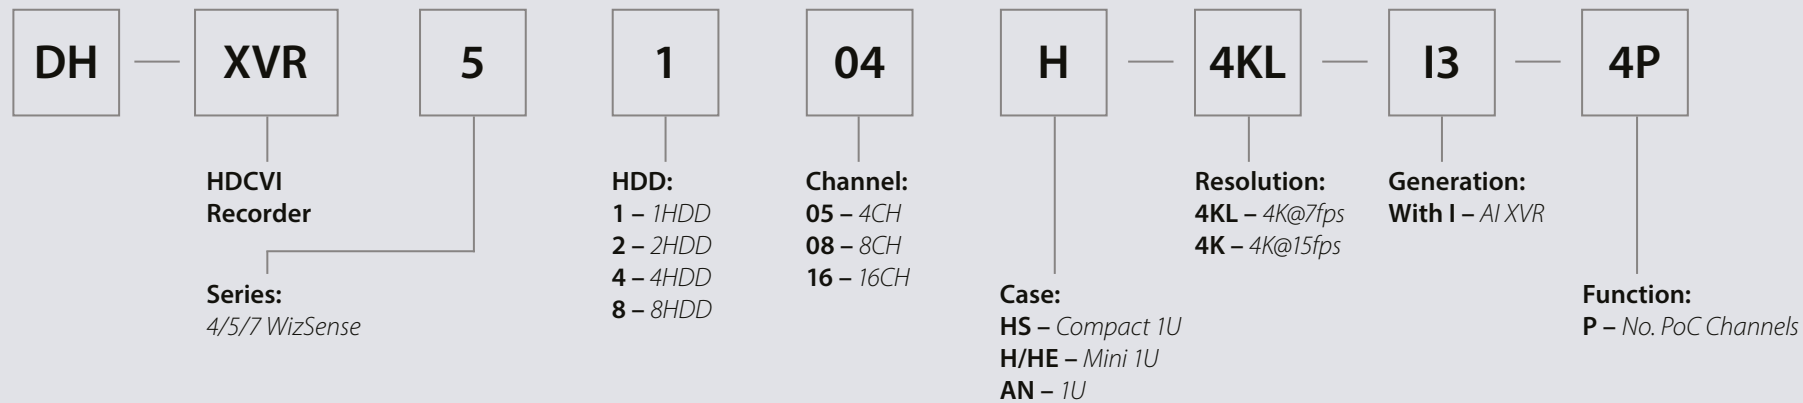 DH — XVR 5 1 04 H — 4KL — I3 — 4P
HDCVI
Recorder
Series:
4/5/7 WizSense
HDD:
1 – 1HDD
2 – 2HDD
4 – 4HDD
8 – 8HDD
Channel:
05 – 4CH
08 – 8CH
16 – 16CH
Case:
HS – Compact 1U
H/HE – Mini 1U
AN – 1U
Resolution:
4KL – 4K@7fps
4K – 4K@15fps
Generation:
With I – AI XVR
Function:
P – No. PoC Channels